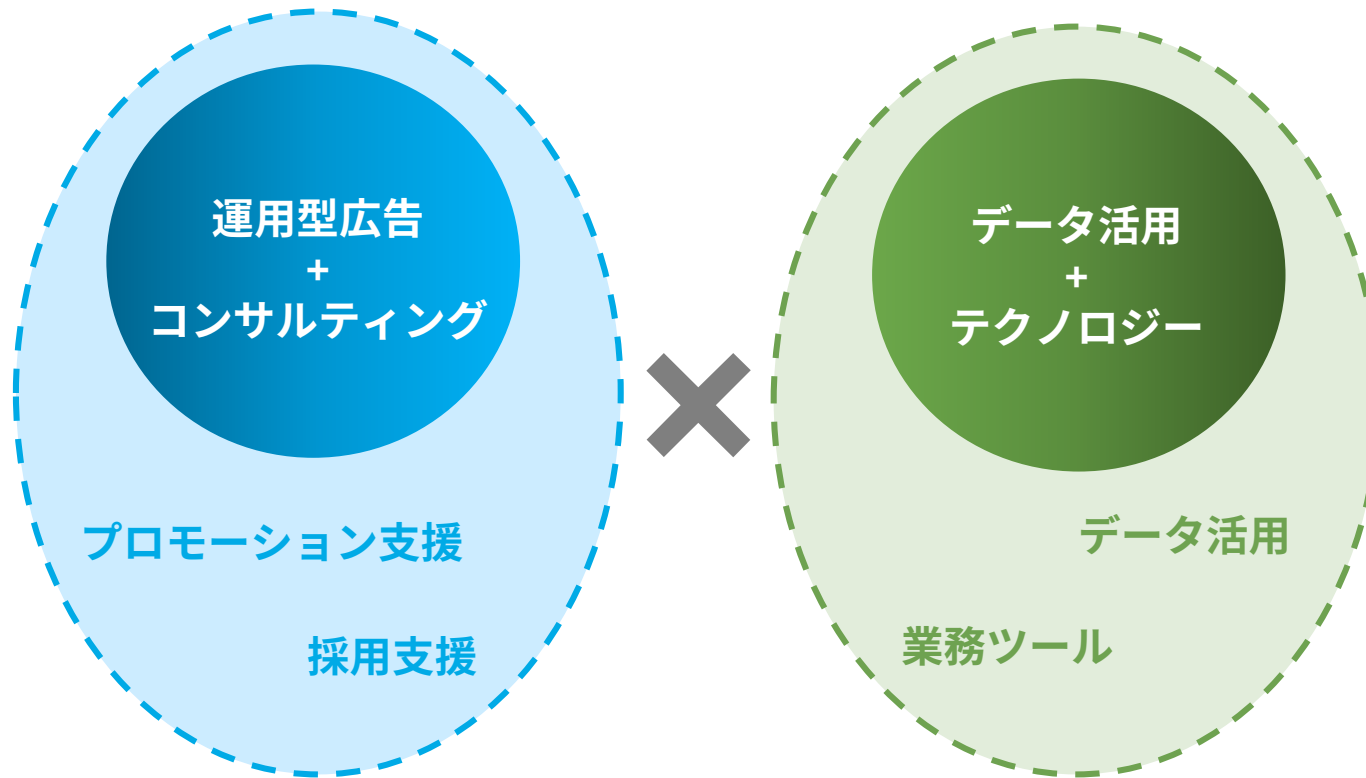 運用型広告
+
コンサルティング
プロモーション支援
採用支援
データ活用
+
テクノロジー
データ活用
業務ツール